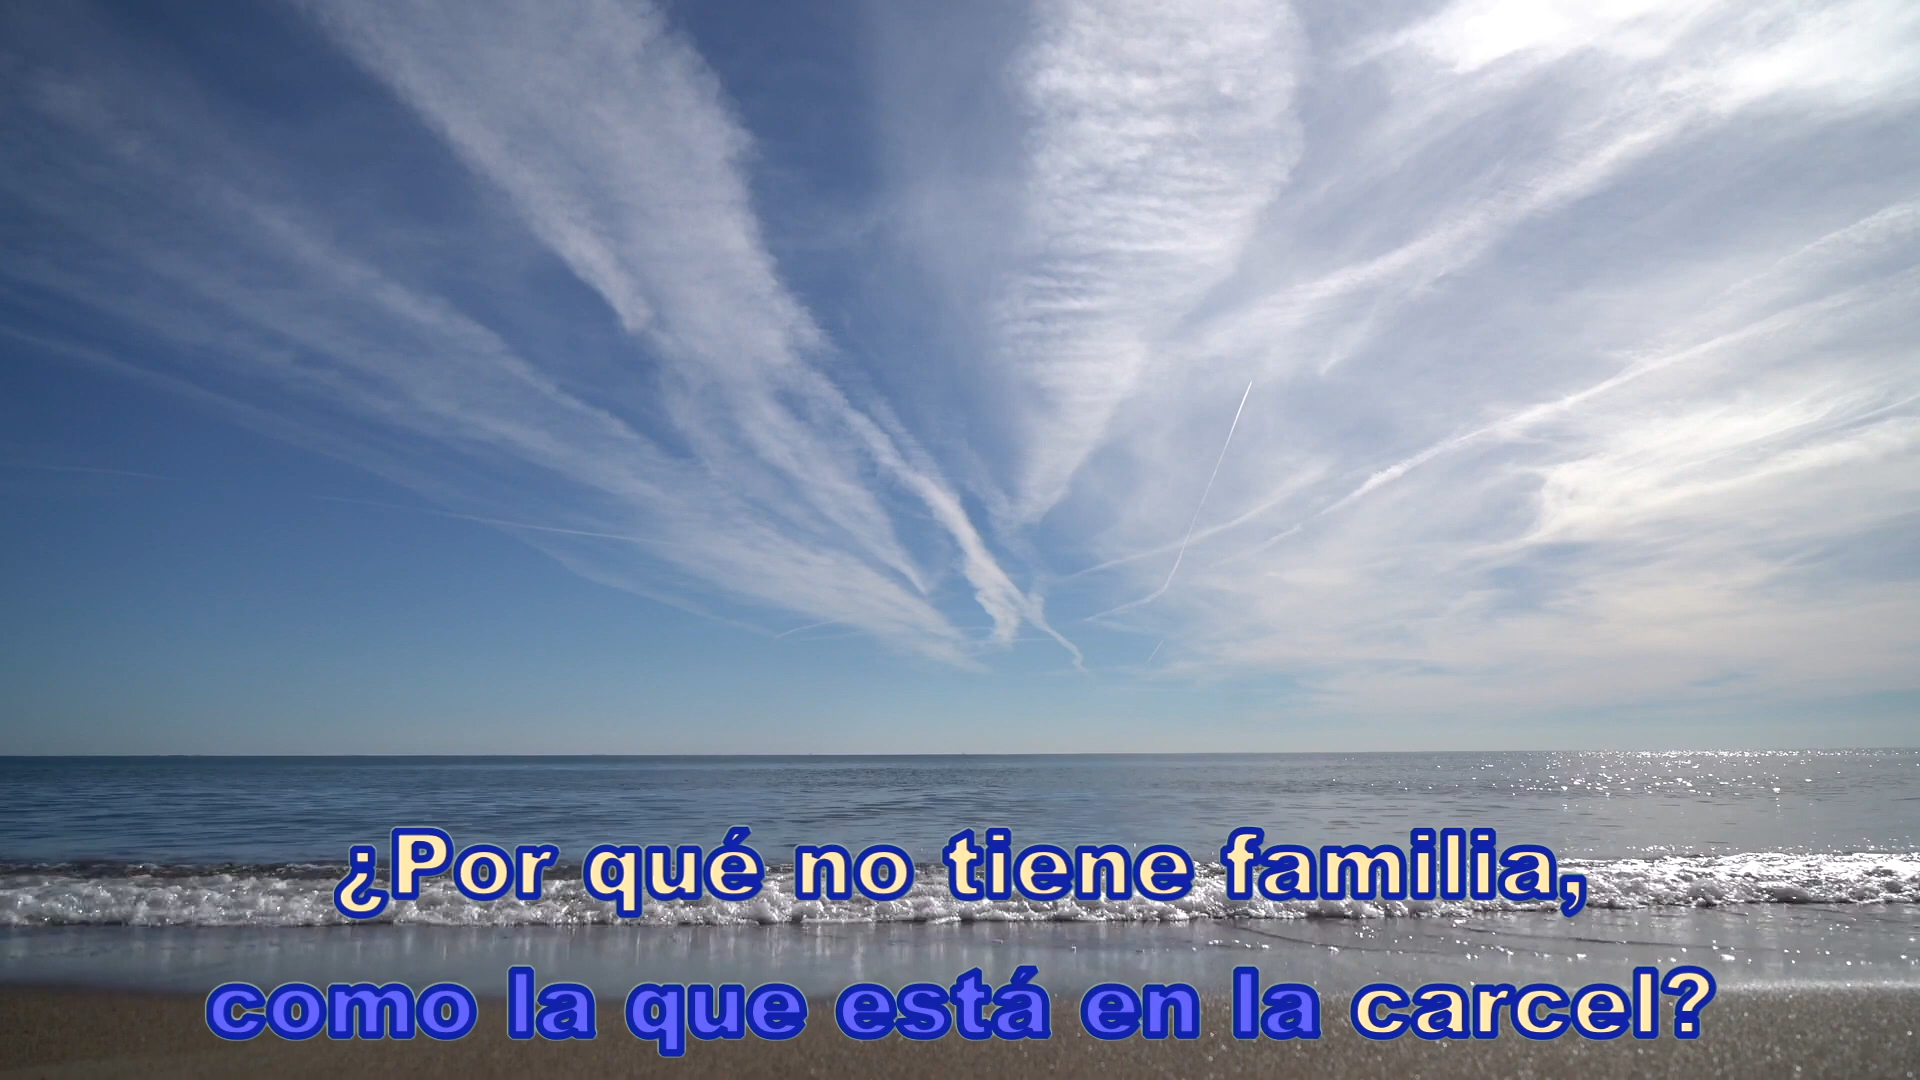 ¿Por qué no tiene familia,
como la que está en la carcel?